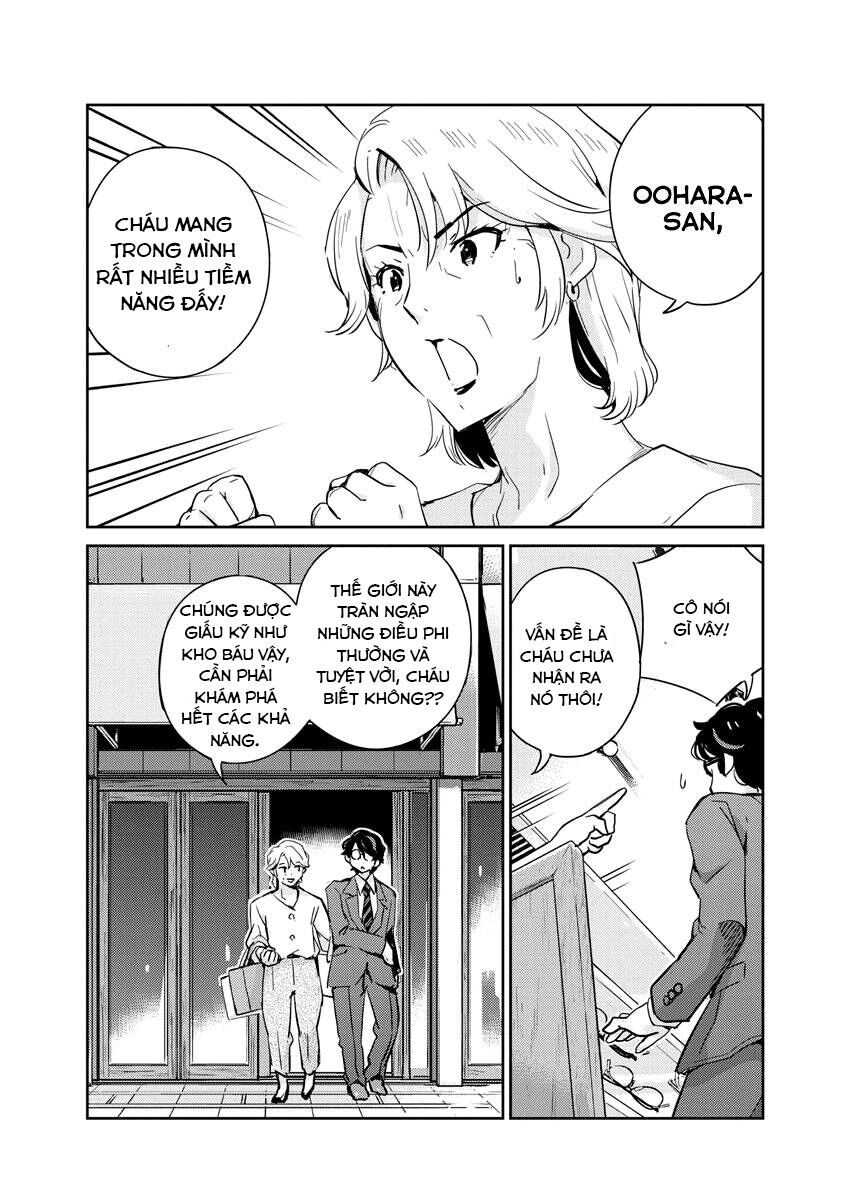 OOHARA-
SAN,
CHÁU MANG
TRONG MÌNH
RẤT NHIỀU TIỀM
NĂNG ĐẤY!
CÔ NÓI
GÌ VẬY!
VẤN ĐỀ LÀ
CHÁU CHƯA
NHẬN RA
NÓ THÔI!
THẾ GIỚI NÀY
TRÀN NGẬP
NHỮNG ĐIỀU PHI
THƯỜNG VÀ
TUYỆT VỜI, CHÁU
BIẾT KHÔNG??
CHÚNG ĐƯỢC
GIẤU KỸ NHƯ
KHO BÁU VẬY,
CẦN PHẢI
KHÁM PHÁ
HẾT CÁC KHẢ
NĂNG.